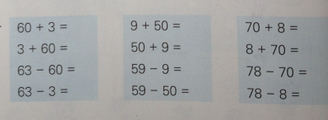 60 + 3 =
3 + 60 =
63 − 60 =
63 − 3 =
9 + 50 =
50 + 9 =
59 − 9 =
59 − 50 =
70 + 8 =
8 + 70 =
78 − 70 =
78 − 8 =